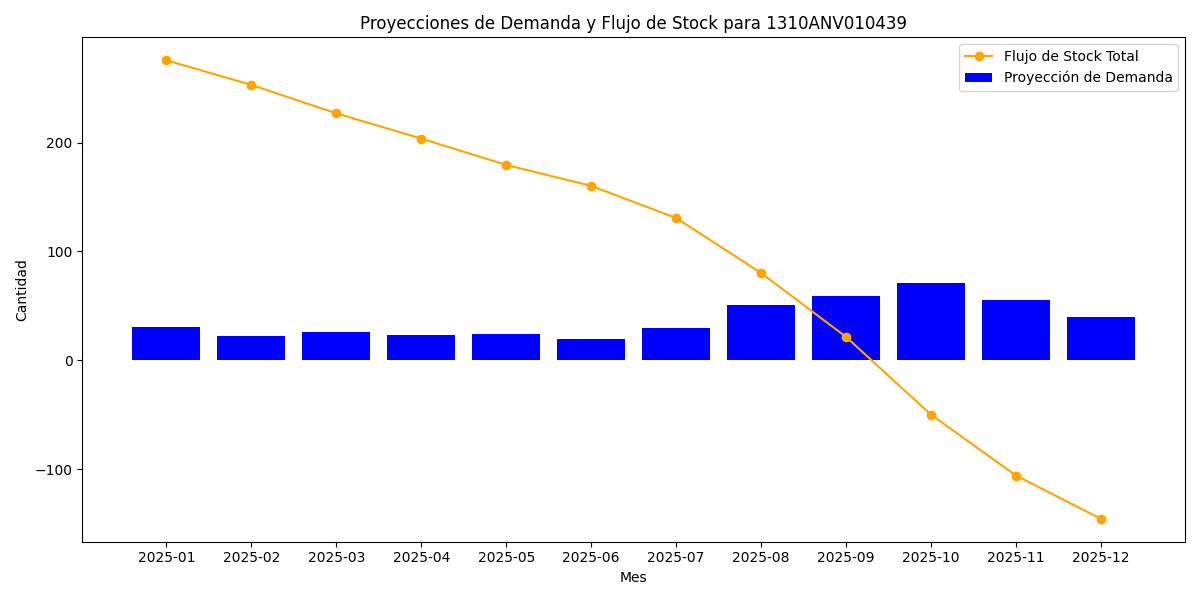 Proyecciones de Demanda y Flujo de Stock para 1310ANV010439
Flujo de Stock Total
Proyección de Demanda
Cantidad
200
100
0
−100
2025-01 2025-02 2025-03 2025-04 2025-05 2025-06 2025-07 2025-08 2025-09 2025-10 2025-11 2025-12
Mes